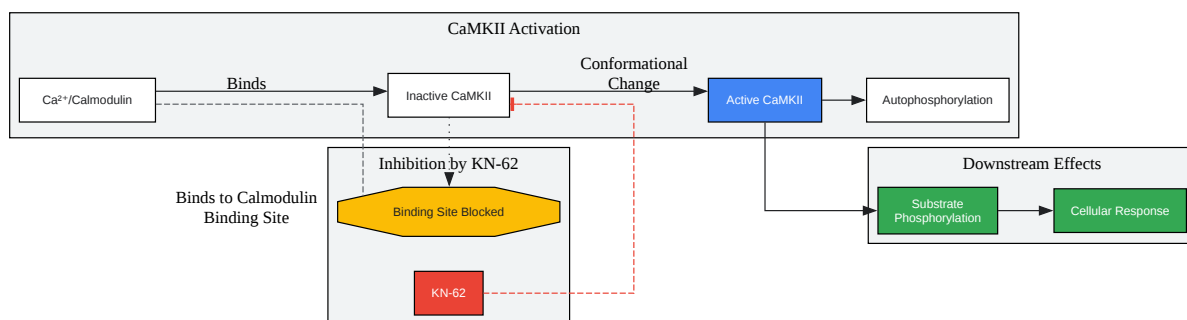 CaMKII Activation
Ca²⁺/Calmodulin
Binds
Inactive CaMKII
Conformational
Change
Active CaMKII
Autophosphorylation
Inhibition by KN-62
Binds to Calmodulin
Binding Site
Binding Site Blocked
KN-62
Downstream Effects
Substrate
Phosphorylation
Cellular Response